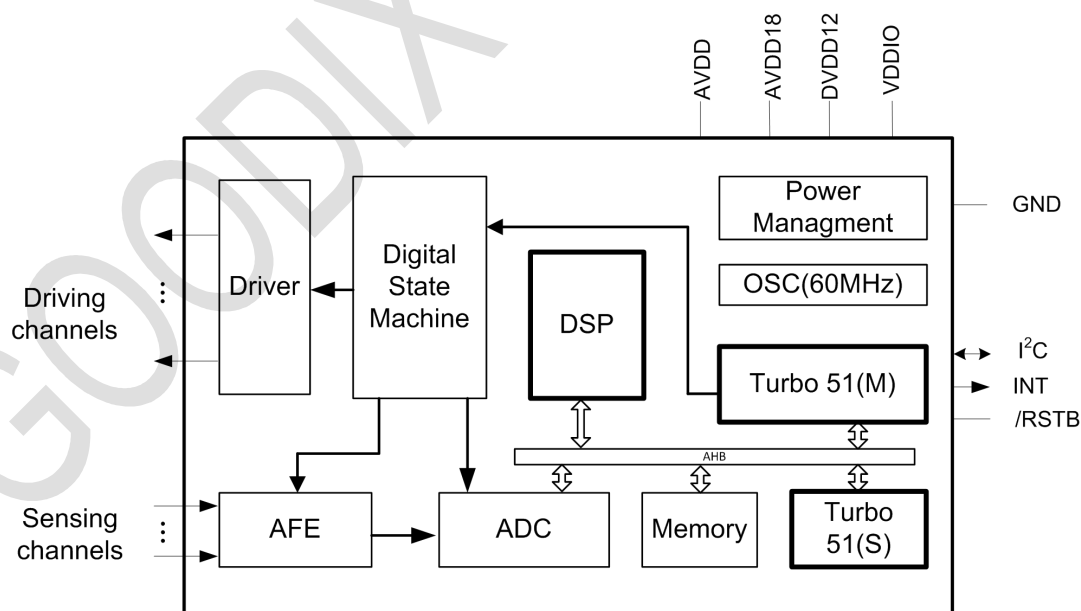 GOODIX
AVDD
AVDD18
DVDD12
VDDIO
Power
Managment
GND
Digital
State
Machine
Driver
Driving
channels
DSP
OSC(60MHz)
Turbo 51(M)
I²C
INT
/RSTB
AHB
Sensing
channels
AFE
ADC
Memory
Turbo
51(S)